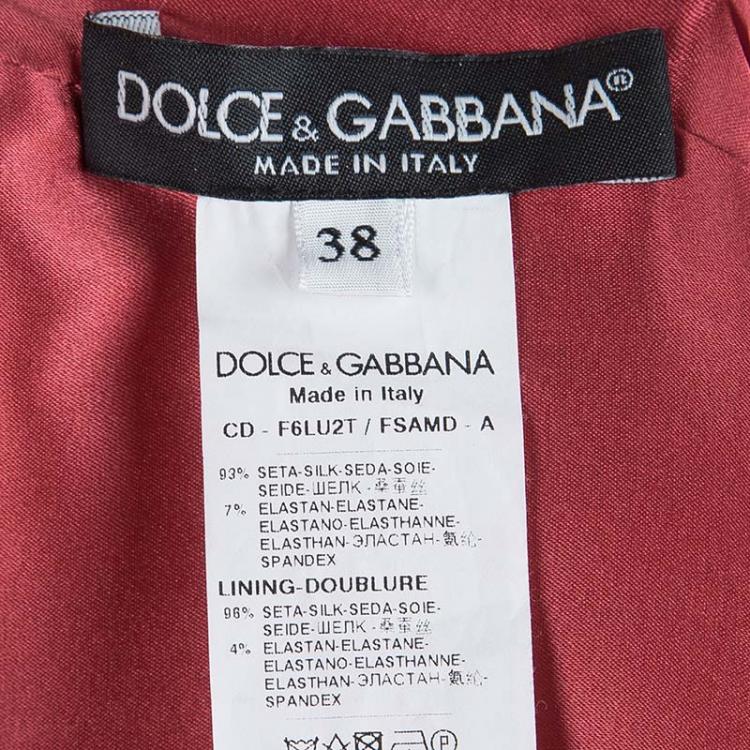 DOLCE & GABBANA®
MADE IN ITALY
38
DOLCE & GABBANA
Made in Italy
CD - F6LU2T / FSAMD - A
93% SETA-SILK-SEDA-SOIE-
SEIDE-ШЕЛК-桑蚕丝
7% ELASTAN-ELASTANE-
ELASTANO-ELASTHANNE-
ELASTHAN-ЭЛАСТАН-氨纶-
SPANDEX
LINING-DOUBLURE
96% SETA-SILK-SEDA-SOIE-
SEIDE-ШЕЛК-桑蚕丝
4% ELASTAN-ELASTANE-
ELASTANO-ELASTHANNE-
ELASTHAN-ЭЛАСТАН-氨纶-
SPANDEX
P